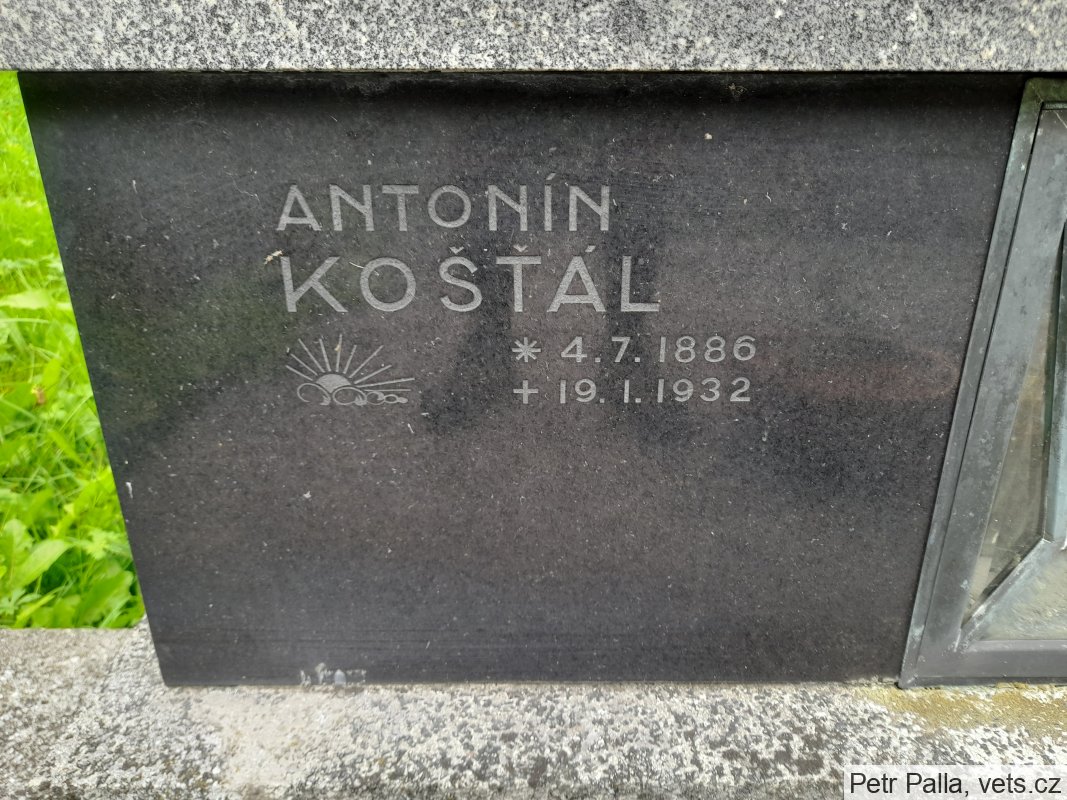 ANTONÍN
KOŠŤÁL
* 4.7.1886
+ 19.1.1932
Petr Palla, vets.cz